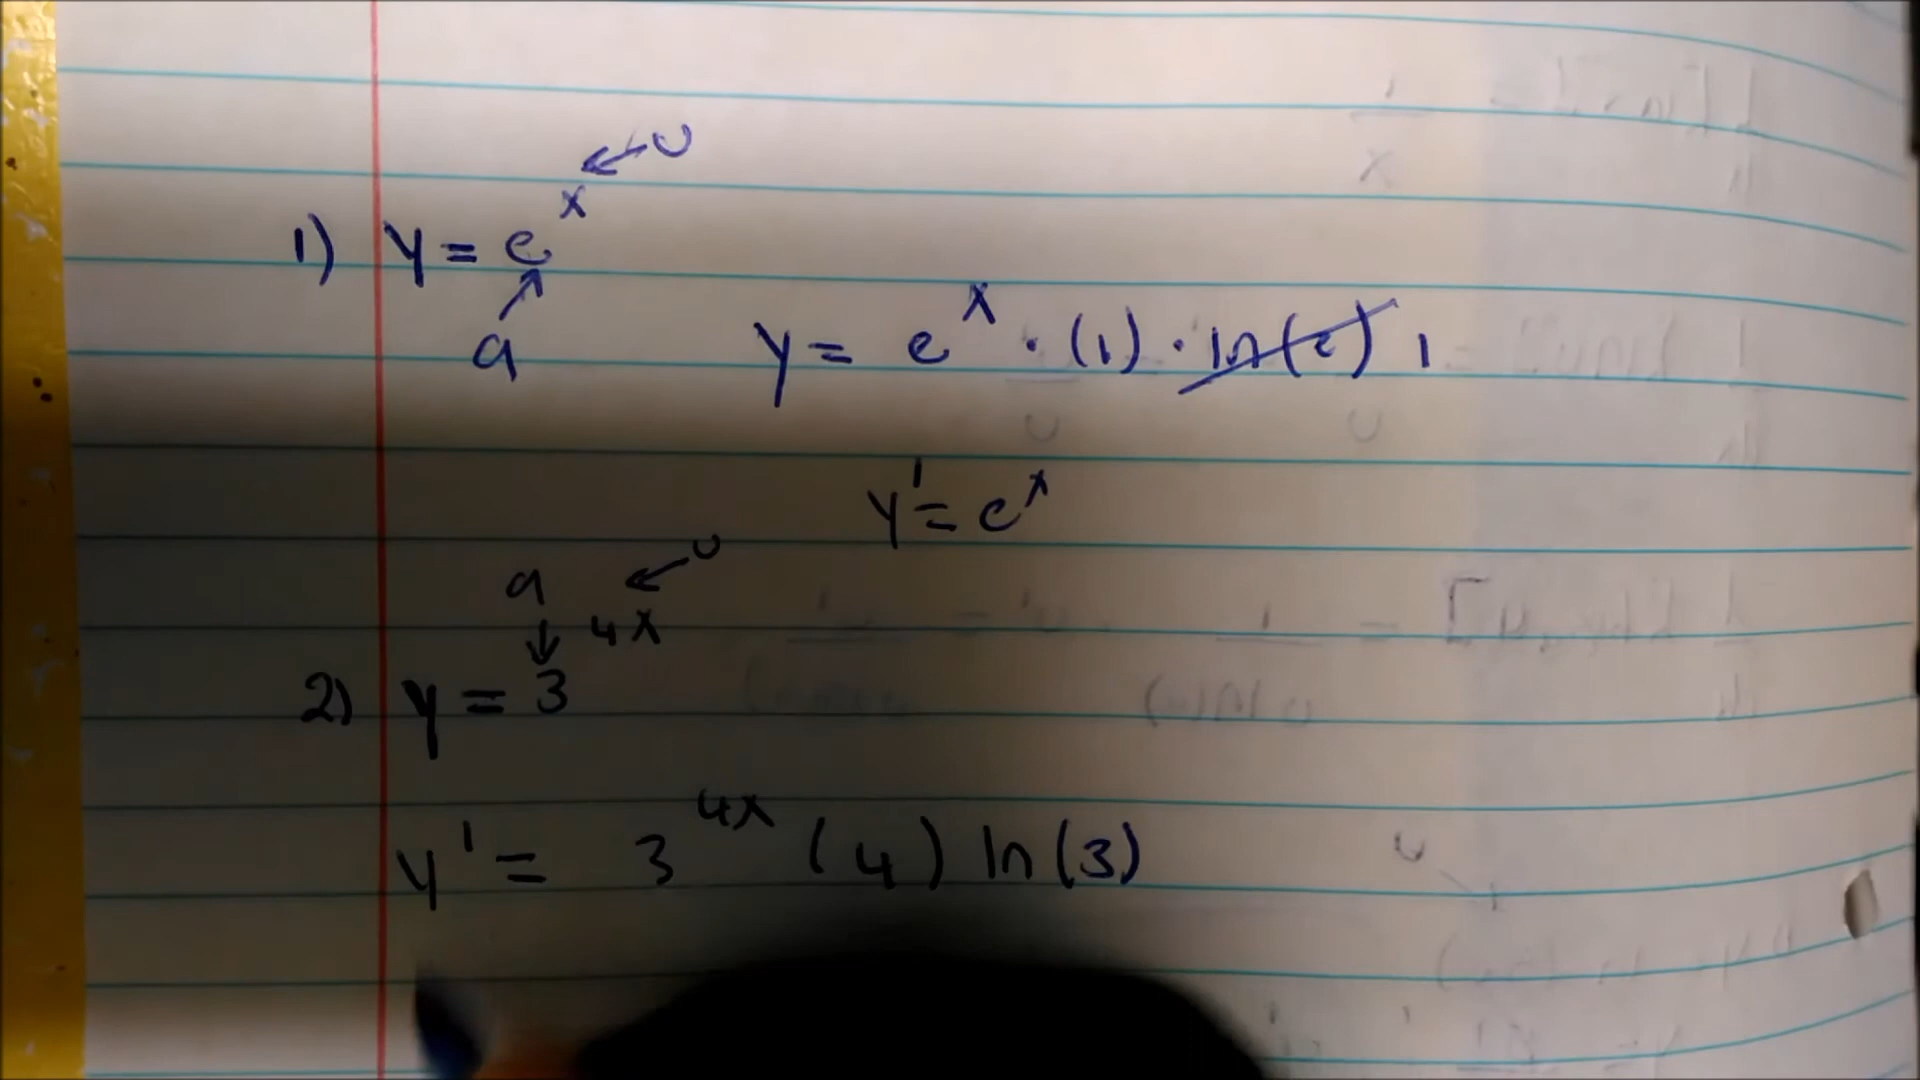 ← u
1) y = e^x
a
y = e^x · (1) · ln(e) 1
y' = e^x
a ← u
↓ 4x
2) y = 3
y' = 3^4x (4) ln(3)